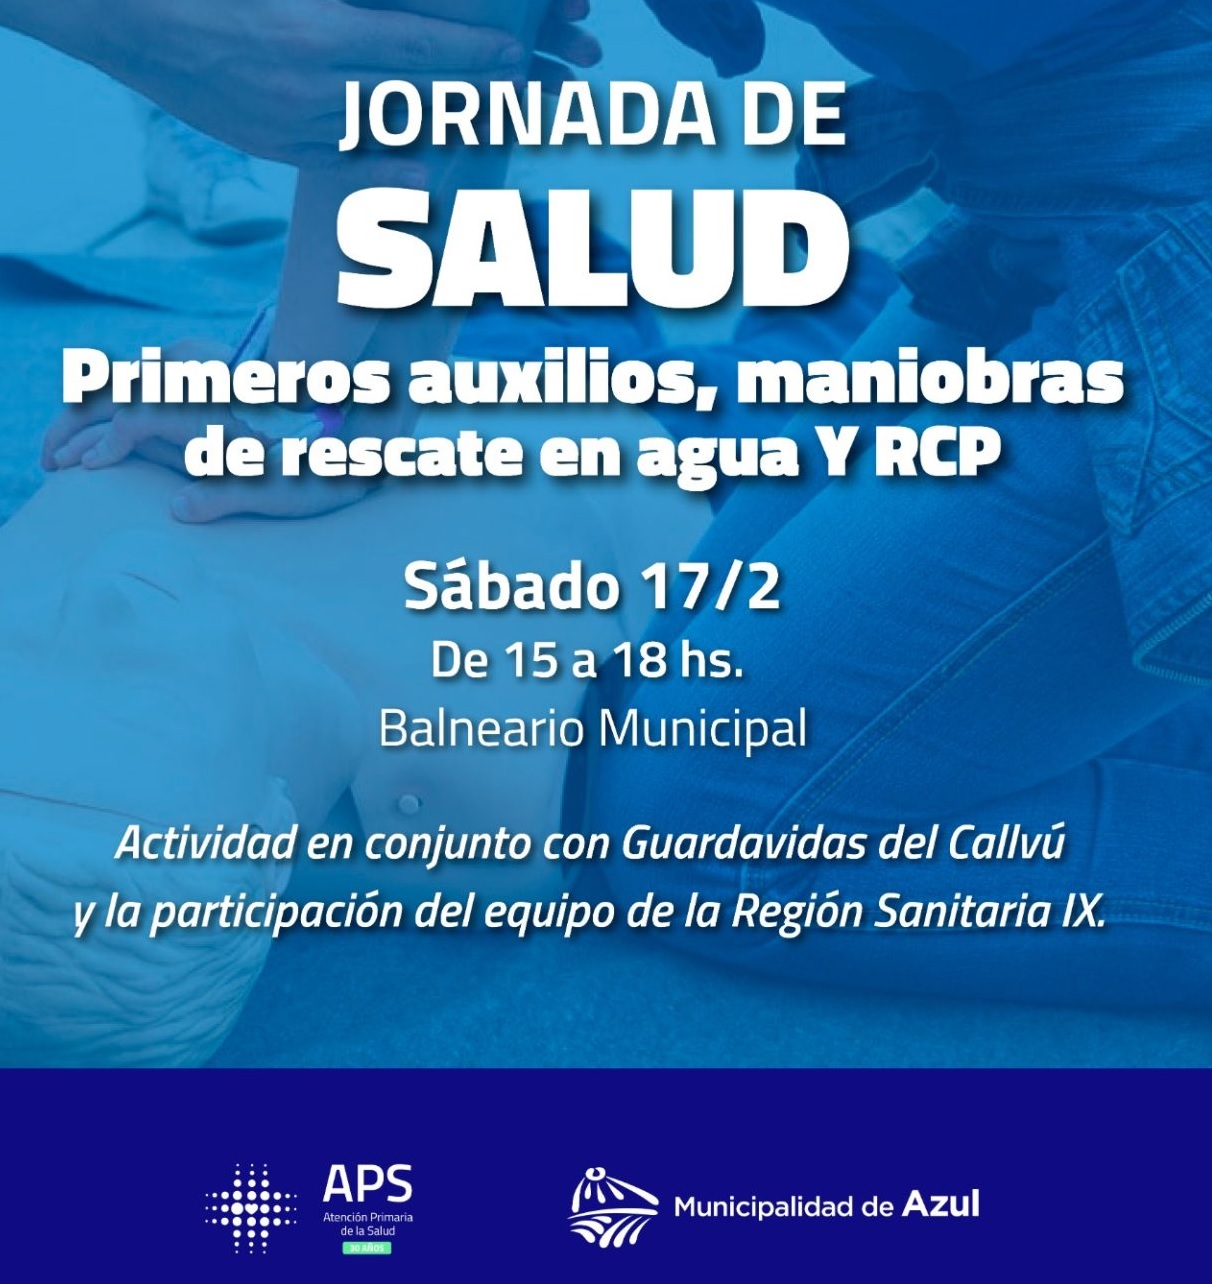 JORNADA DE
SALUD
Primeros auxilios, maniobras
de rescate en agua Y RCP
Sábado 17/2
De 15 a 18 hs.
Balneario Municipal
Actividad en conjunto con Guardavidas del Callvú
y la participación del equipo de la Región Sanitaria IX.
APS
Atención Primaria
de la Salud
30 AÑOS
Municipalidad de Azul